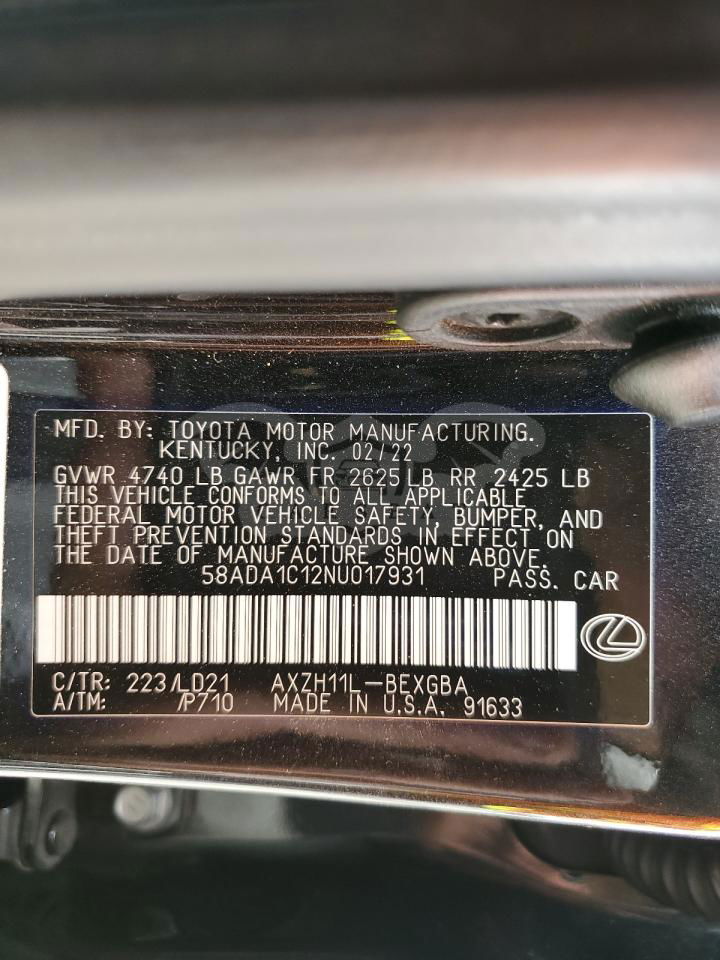 MFD. BY: TOYOTA MOTOR MANUFACTURING.
KENTUCKY, INC. 02/22
GVWR 4740 LB GAWR FR 2625 LB RR 2425 LB
THIS VEHICLE CONFORMS TO ALL APPLICABLE
FEDERAL MOTOR VEHICLE SAFETY, BUMPER, AND
THEFT PREVENTION STANDARDS IN EFFECT ON
THE DATE OF MANUFACTURE SHOWN ABOVE.
58ADA1C12NU017931 PASS. CAR
C/TR: 223/LD21 AXZH11L-BEXGBA
A/TM: /P710 MADE IN U.S.A. 91633